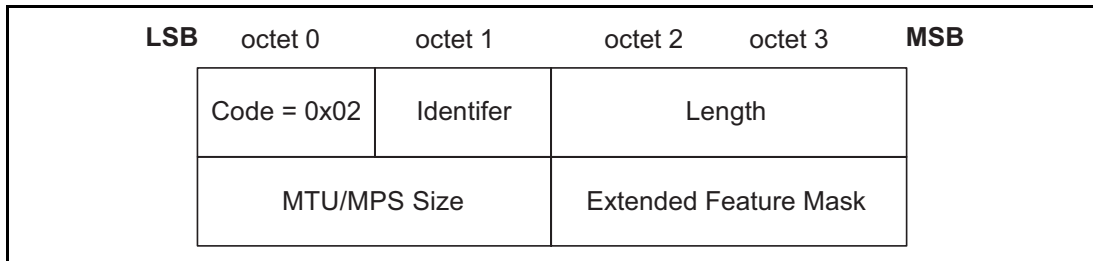 LSB octet 0 octet 1 octet 2 octet 3 MSB
Code = 0x02 Identifer Length
MTU/MPS Size Extended Feature Mask